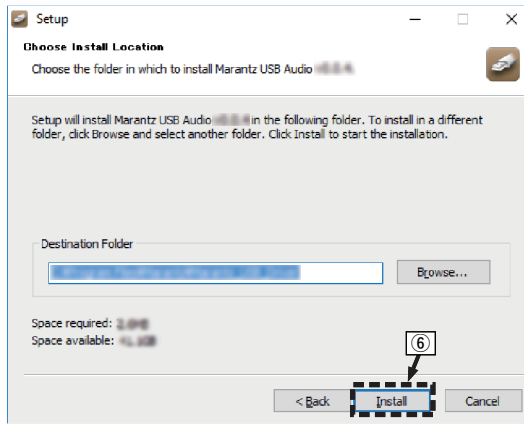 Setup
Choose Install Location
Choose the folder in which to install Marantz USB Audio
Setup will install Marantz USB Audio in the following folder. To install in a different
folder, click Browse and select another folder. Click Install to start the installation.
Destination Folder
Browse...
Space required:
Space available:
⑥
< Back Install Cancel